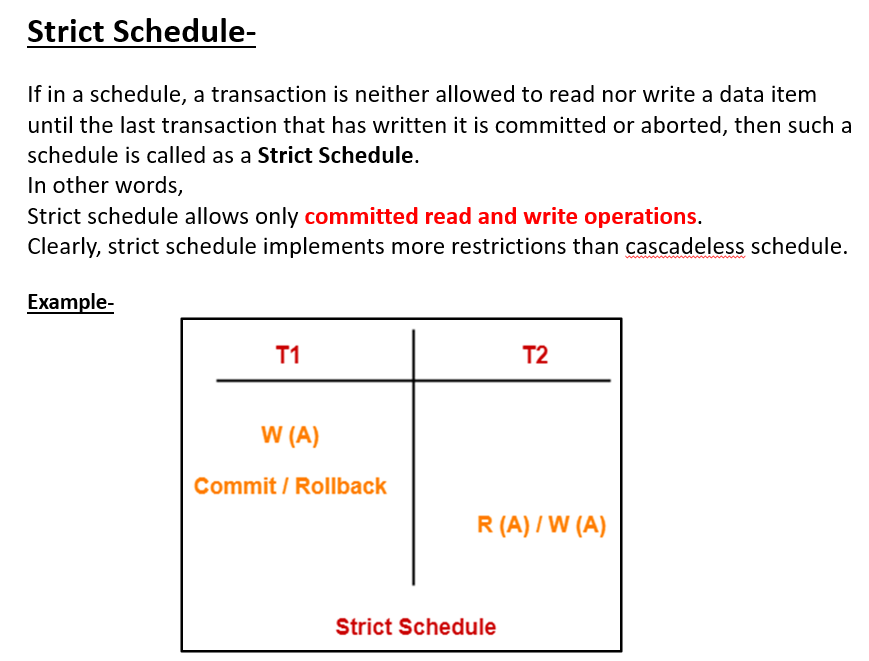 Strict Schedule-
If in a schedule, a transaction is neither allowed to read nor write a data item
until the last transaction that has written it is committed or aborted, then such a
schedule is called as a Strict Schedule.
In other words,
Strict schedule allows only committed read and write operations.
Clearly, strict schedule implements more restrictions than cascadeless schedule.
Example-
T1 T2
W (A)
Commit / Rollback
R (A) / W (A)
Strict Schedule